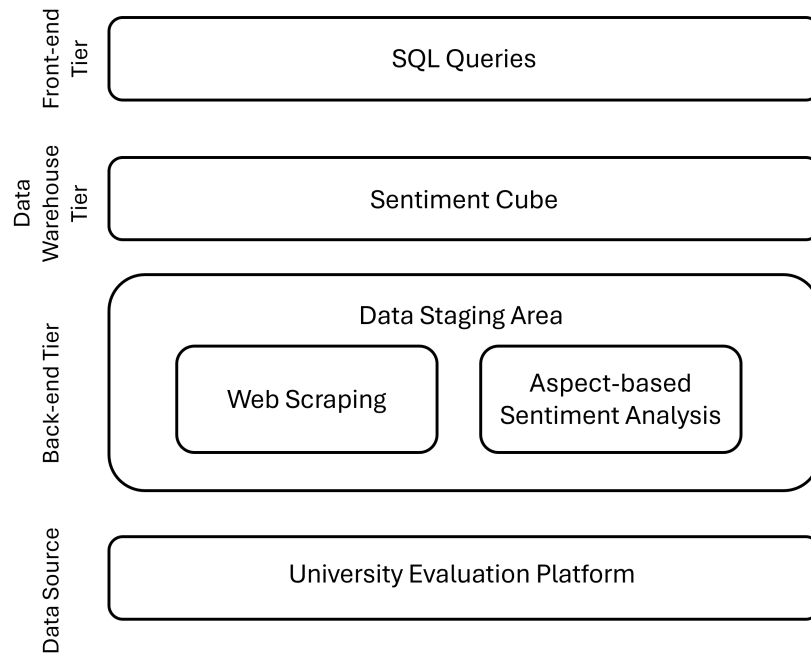 Front-end
Tier
SQL Queries
Data
Warehouse
Tier
Sentiment Cube
Back-end Tier
Data Staging Area
Web Scraping
Aspect-based
Sentiment Analysis
Data Source
University Evaluation Platform